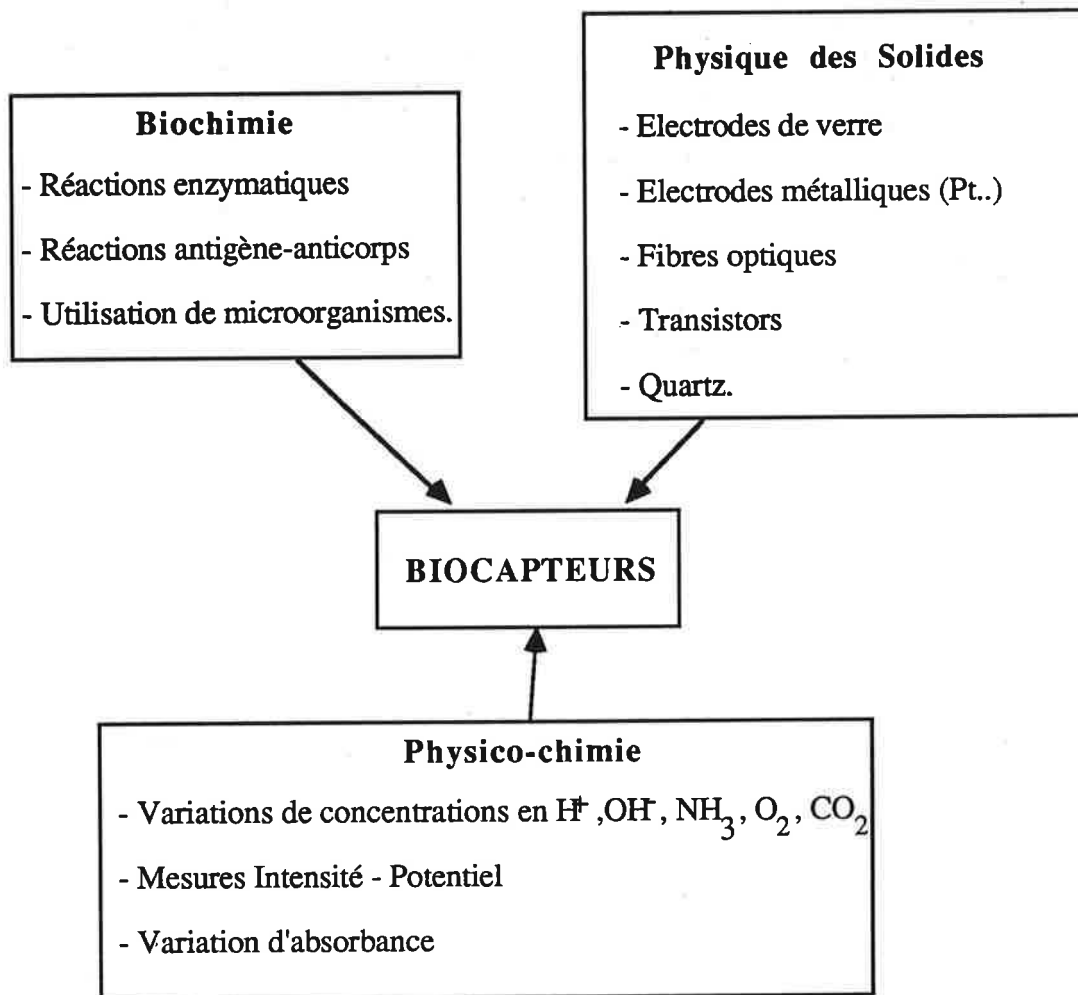 Biochimie
- Réactions enzymatiques
- Réactions antigène-anticorps
- Utilisation de microorganismes.
Physique des Solides
- Electrodes de verre
- Electrodes métalliques (Pt..)
- Fibres optiques
- Transistors
- Quartz.
BIOCAPTEURS
Physico-chimie
- Variations de concentrations en H⁺ ,OH⁻, NH₃, O₂, CO₂
- Mesures Intensité - Potentiel
- Variation d'absorbance